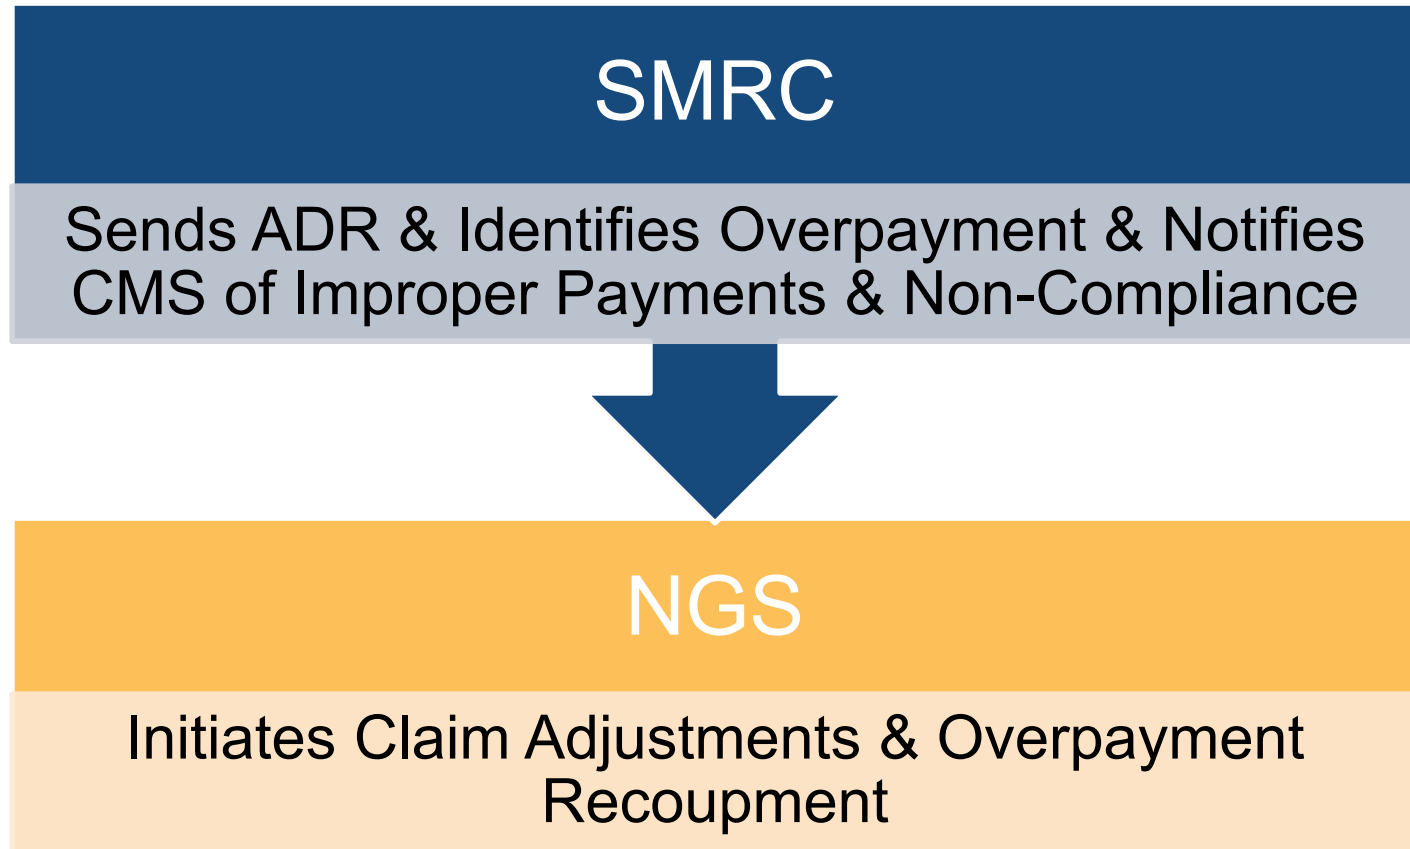 SMRC
Sends ADR & Identifies Overpayment & Notifies
CMS of Improper Payments & Non-Compliance
NGS
Initiates Claim Adjustments & Overpayment
Recoupment